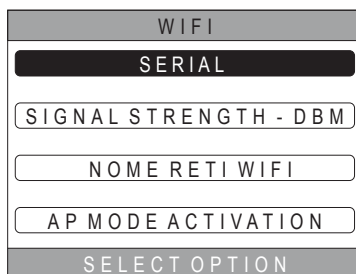 WIFI
SERIAL
SIGNAL STRENGTH - DBM
NOME RETI WIFI
AP MODE ACTIVATION
SELECT OPTION